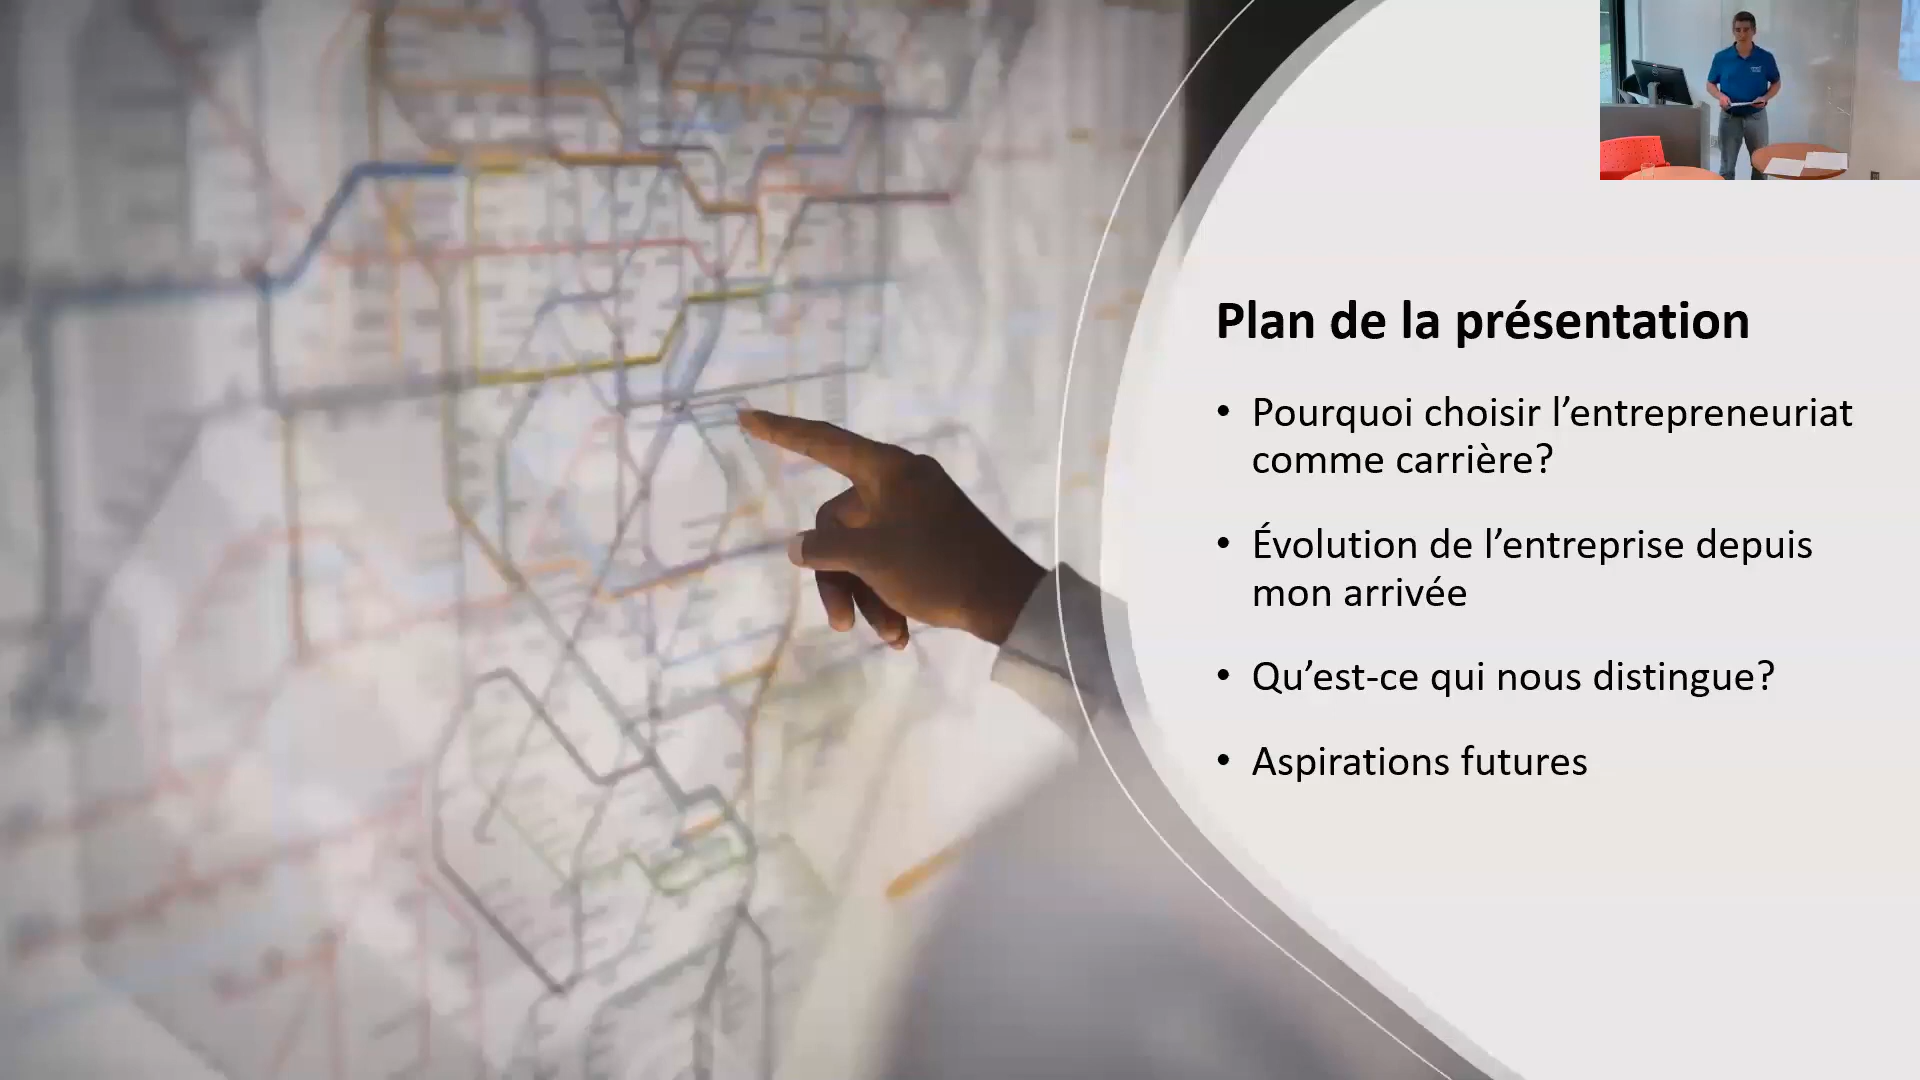 Plan de la présentation
• Pourquoi choisir l’entrepreneuriat
comme carrière?
• Évolution de l’entreprise depuis
mon arrivée
• Qu’est-ce qui nous distingue?
• Aspirations futures